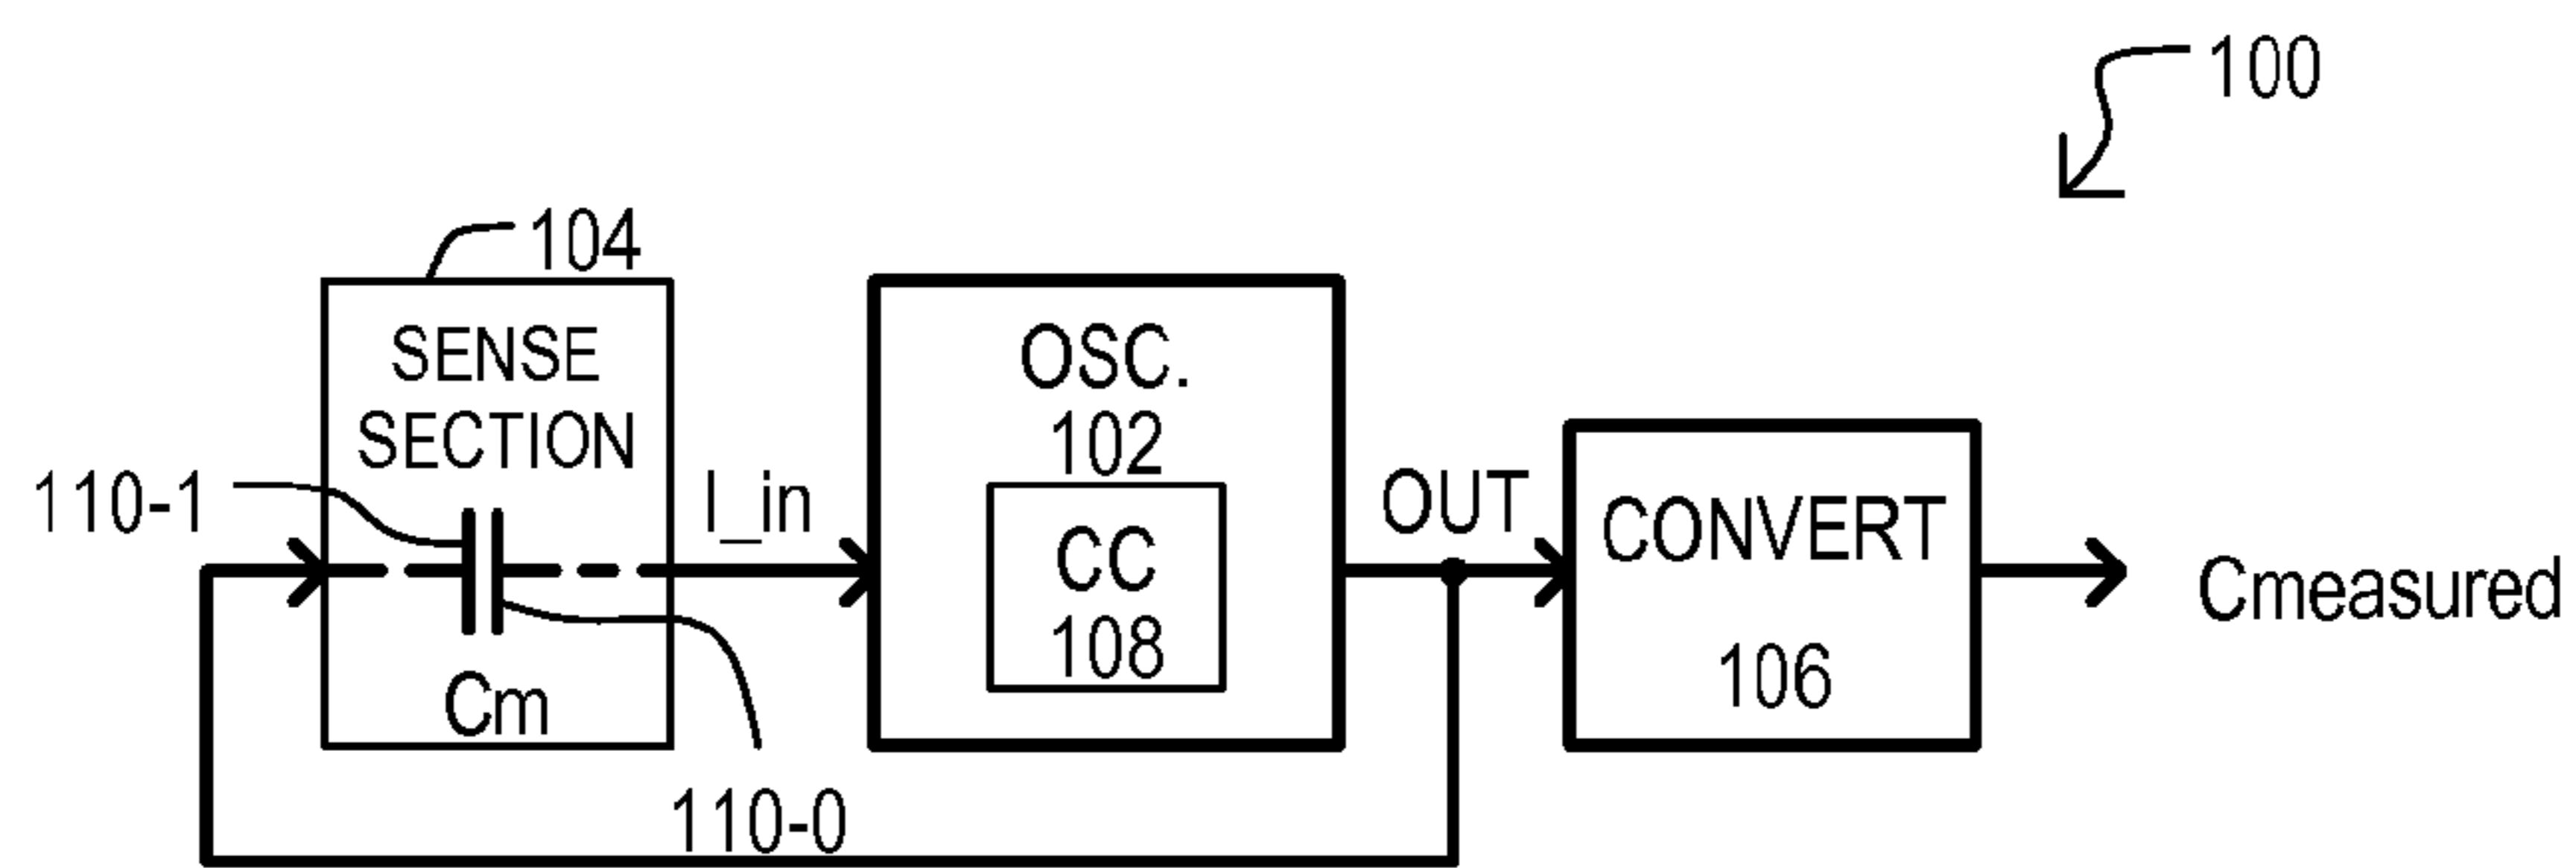 100
104
SENSE
SECTION
110-1
Cm
110-0
I_in
OSC.
102
CC
108
OUT
CONVERT
106
Cmeasured